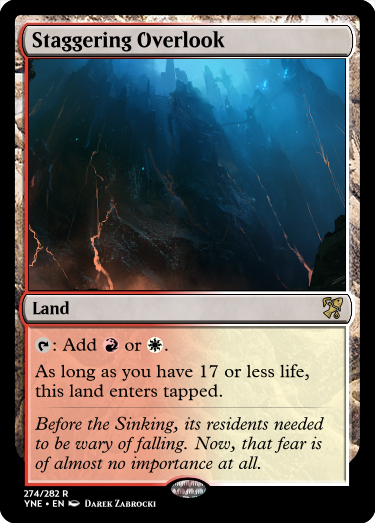 Staggering Overlook
Land
: Add or .
As long as you have 17 or less life,
this land enters tapped.
Before the Sinking, its residents needed
to be wary of falling. Now, that fear is
of almost no importance at all.
274/282 R
YNE • EN Darek Zabrocki